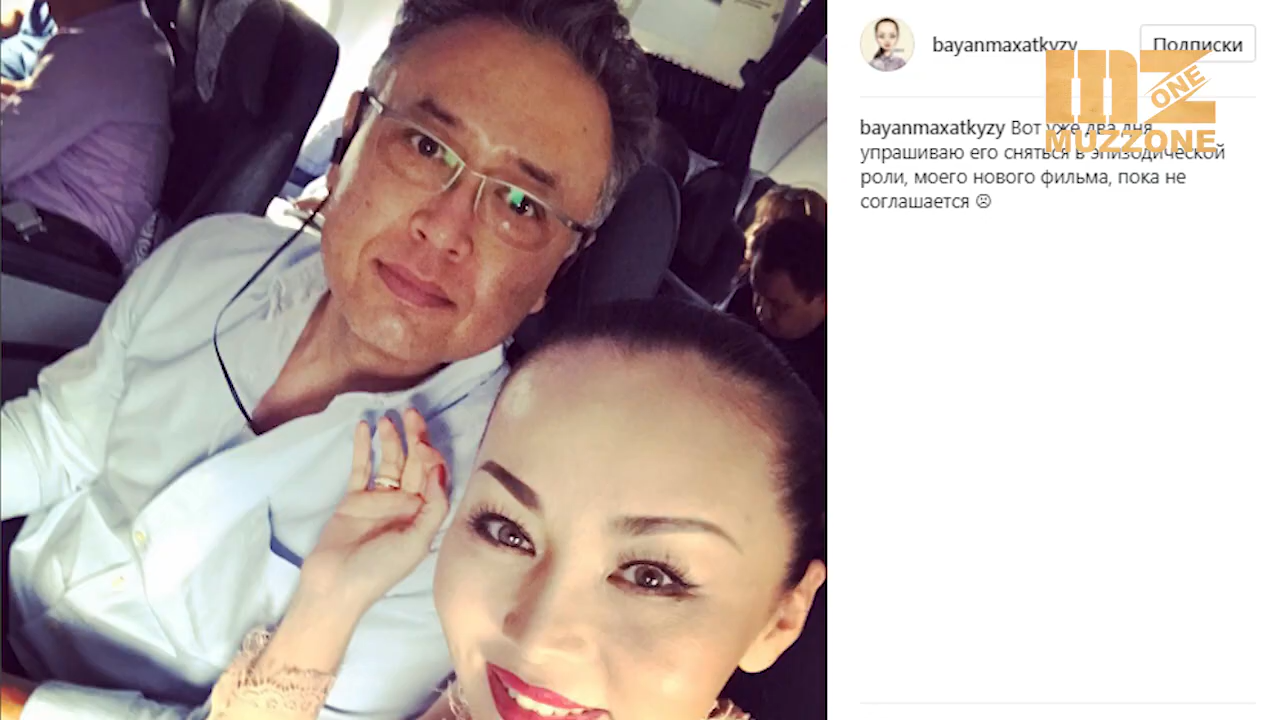 bayanmaxatkyzy
Подписки
MZ
ONE
MUZZONE
bayanmaxatkyzy Вот уже два дня
упрашиваю его сняться в эпизодической
роли, моего нового фильма, пока не
соглашается ☹